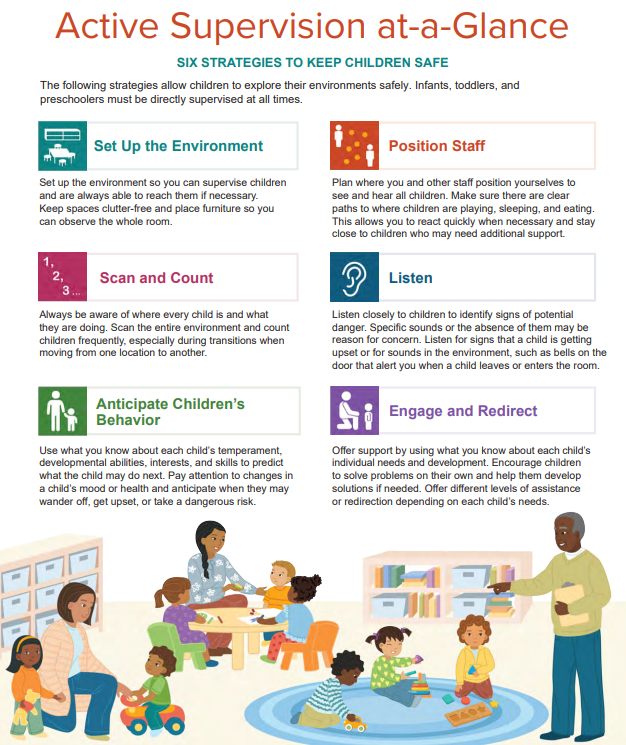 Active Supervision at-a-Glance
SIX STRATEGIES TO KEEP CHILDREN SAFE
The following strategies allow children to explore their environments safely. Infants, toddlers, and
preschoolers must be directly supervised at all times.
Set Up the Environment
Set up the environment so you can supervise children
and are always able to reach them if necessary.
Keep spaces clutter-free and place furniture so you
can observe the whole room.
Position Staff
Plan where you and other staff position yourselves to
see and hear all children. Make sure there are clear
paths to where children are playing, sleeping, and eating.
This allows you to react quickly when necessary and stay
close to children who may need additional support.
1,
2,
3...
Scan and Count
Always be aware of where every child is and what
they are doing. Scan the entire environment and count
children frequently, especially during transitions when
moving from one location to another.
Listen
Listen closely to children to identify signs of potential
danger. Specific sounds or the absence of them may be
reason for concern. Listen for signs that a child is getting
upset or for sounds in the environment, such as bells on the
door that alert you when a child leaves or enters the room.
Anticipate Children's
Behavior
Use what you know about each child's temperament,
developmental abilities, interests, and skills to predict
what the child may do next. Pay attention to changes in
a child's mood or health and anticipate when they may
wander off, get upset, or take a dangerous risk.
Engage and Redirect
Offer support by using what you know about each child's
individual needs and development. Encourage children
to solve problems on their own and help them develop
solutions if needed. Offer different levels of assistance
or redirection depending on each child's needs.